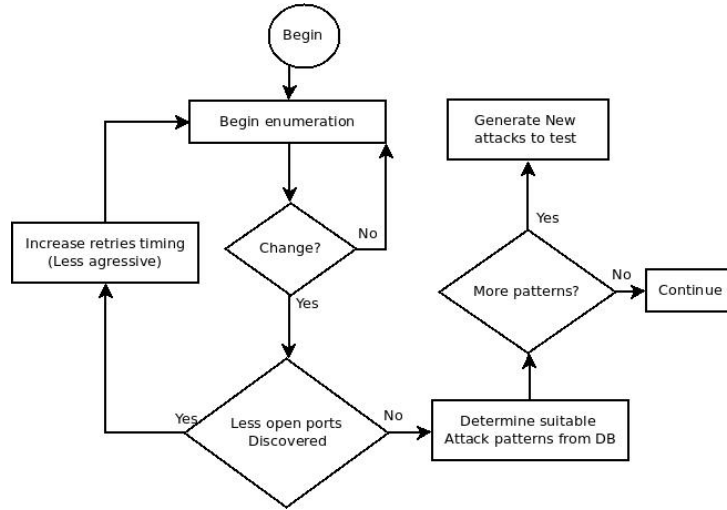 Begin
Begin enumeration
Generate New
attacks to test
No
Yes
Increase retries timing
(Less agressive)
Change?
More patterns?
No
Continue
Yes
Yes
Less open ports
Discovered
No
Determine suitable
Attack patterns from DB